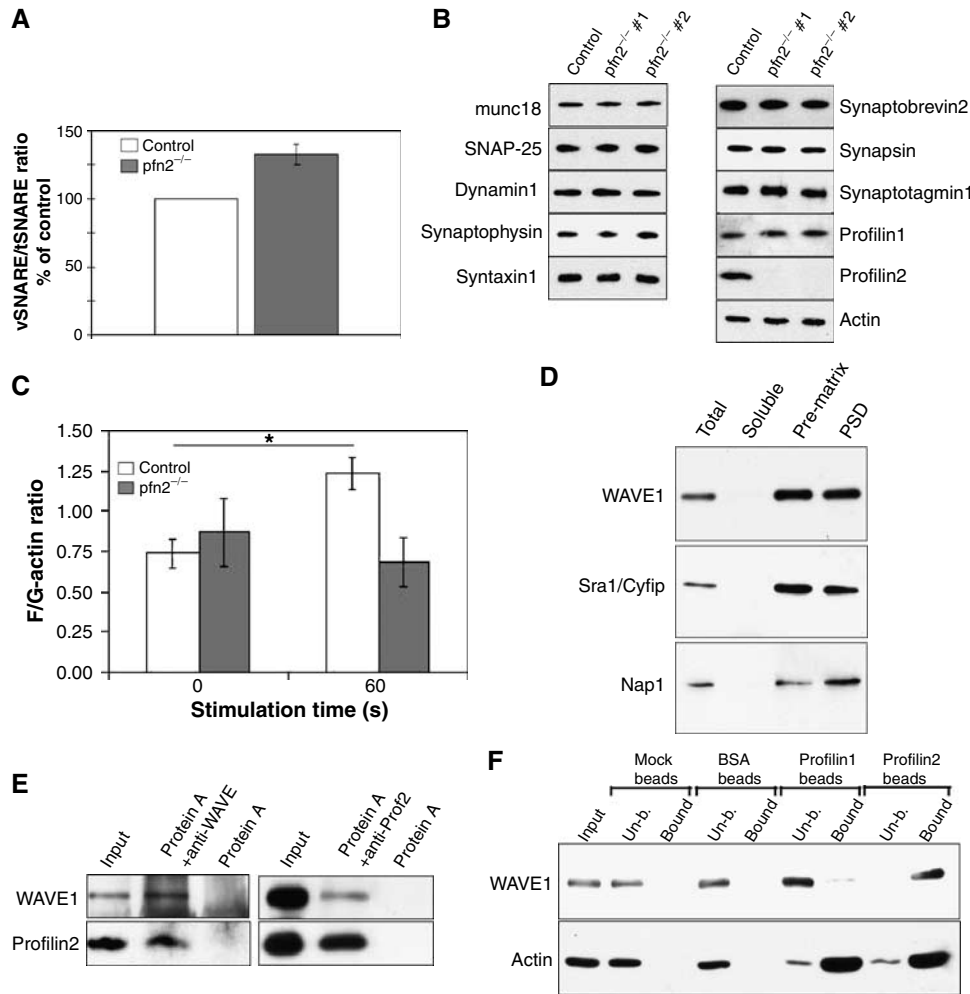 A
vSNARE/tSNARE ratio
% of control
150
100
50
0
Control
pfn2⁻/⁻
B
Control
pfn2⁻/⁻ #1
pfn2⁻/⁻ #2
munc18
SNAP-25
Dynamin1
Synaptophysin
Syntaxin1
Control
pfn2⁻/⁻ #1
pfn2⁻/⁻ #2
Synaptobrevin2
Synapsin
Synaptotagmin1
Profilin1
Profilin2
Actin
C
F/G-actin ratio
1.50
1.25
1.00
0.75
0.50
0.25
0.00
Control
pfn2⁻/⁻
*
0
60
Stimulation time (s)
D
Total
Soluble
Pre-matrix
PSD
WAVE1
Sra1/Cyfip
Nap1
E
Input
Protein A
+anti-WAVE
Protein A
Input
Protein A
+anti-Prof2
Protein A
WAVE1
Profilin2
F
Mock
beads
BSA
beads
Profilin1
beads
Profilin2
beads
Input
Un-b.
Bound
Un-b.
Bound
Un-b.
Bound
Un-b.
Bound
WAVE1
Actin